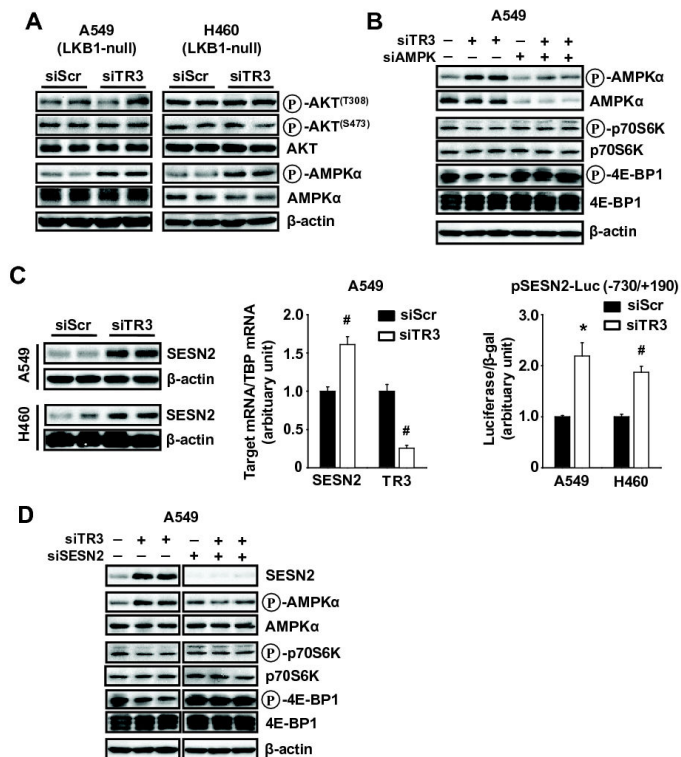 A
A549
(LKB1-null)
H460
(LKB1-null)
siScr siTR3 siScr siTR3
Ⓟ-AKT(T308)
Ⓟ-AKT(S473)
AKT
Ⓟ-AMPKα
AMPKα
β-actin
B
A549
siTR3 – + + – + +
siAMPK – – – + + +
Ⓟ-AMPKα
AMPKα
Ⓟ-p70S6K
p70S6K
Ⓟ-4E-BP1
4E-BP1
β-actin
C
siScr siTR3
A549
SESN2
β-actin
H460
SESN2
β-actin
A549
Target mRNA/TBP mRNA
(arbituary unit)
2.0
1.5
1.0
0.5
0
siScr
siTR3
#
#
SESN2 TR3
pSESN2-Luc (-730/+190)
Luciferase/β-gal
(arbituary unit)
3.0
2.0
1.0
0.0
siScr
siTR3
*
#
A549 H460
D
A549
siTR3 – + + – + +
siSESN2 – – – + + +
SESN2
Ⓟ-AMPKα
AMPKα
Ⓟ-p70S6K
p70S6K
Ⓟ-4E-BP1
4E-BP1
β-actin